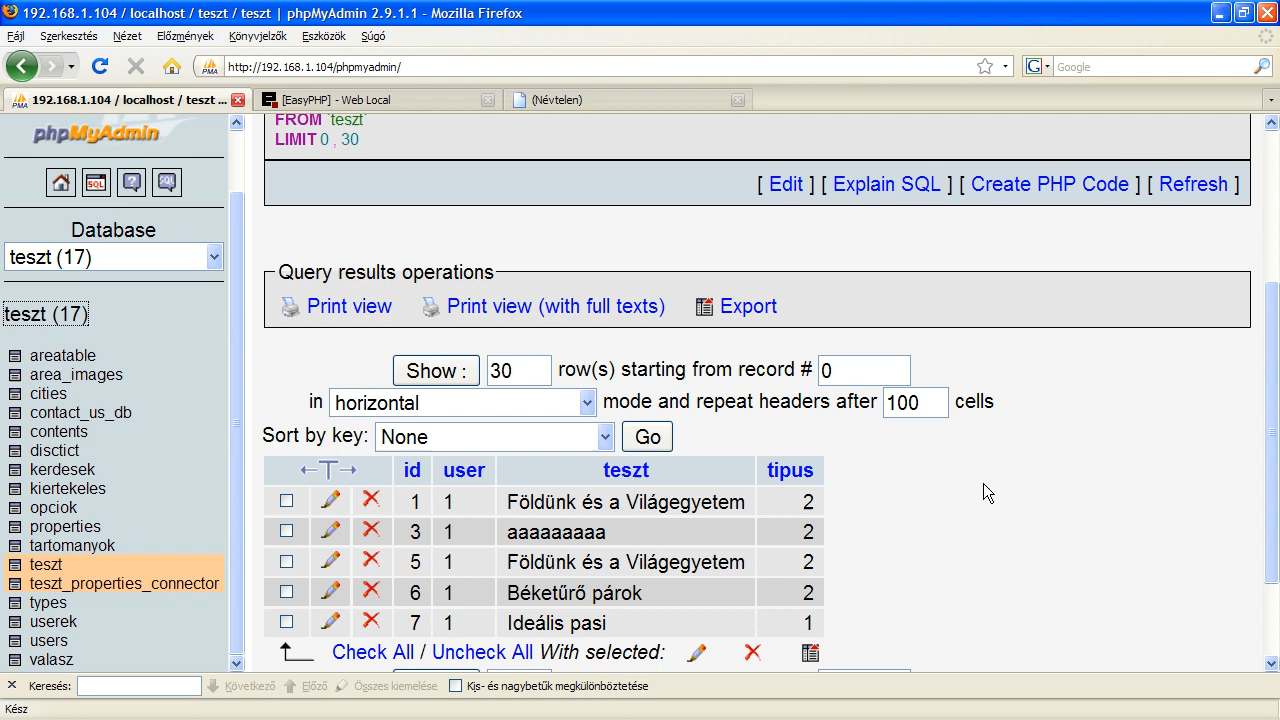 192.168.1.104 / localhost / teszt / teszt | phpMyAdmin 2.9.1.1 - Mozilla Firefox
Fájl Szerkesztés Nézet Előzmények Könyvjelzők Eszközök Súgó
http://192.168.1.104/phpmyadmin/
Google
192.168.1.104 / localhost / teszt ...
[EasyPHP] - Web Local
(Névtelen)
phpMyAdmin
SQL
Database
teszt (17)
teszt (17)
areatable
area_images
cities
contact_us_db
contents
disctict
kerdesek
kiertekeles
opciok
properties
tartomanyok
teszt
teszt_properties_connector
types
userek
users
valasz
FROM `teszt`
LIMIT 0 , 30
[ Edit ] [ Explain SQL ] [ Create PHP Code ] [ Refresh ]
Query results operations
Print view Print view (with full texts) Export
Show : 30 row(s) starting from record # 0
in horizontal mode and repeat headers after 100 cells
Sort by key: None Go
←T→ id user teszt tipus
1 1 Földünk és a Világegyetem 2
3 1 aaaaaaaaa 2
5 1 Földünk és a Világegyetem 2
6 1 Béketűrő párok 2
7 1 Ideális pasi 1
Check All / Uncheck All With selected:
Keresés: Következő Előző Összes kiemelése Kis- és nagybetűk megkülönböztetése
Kész